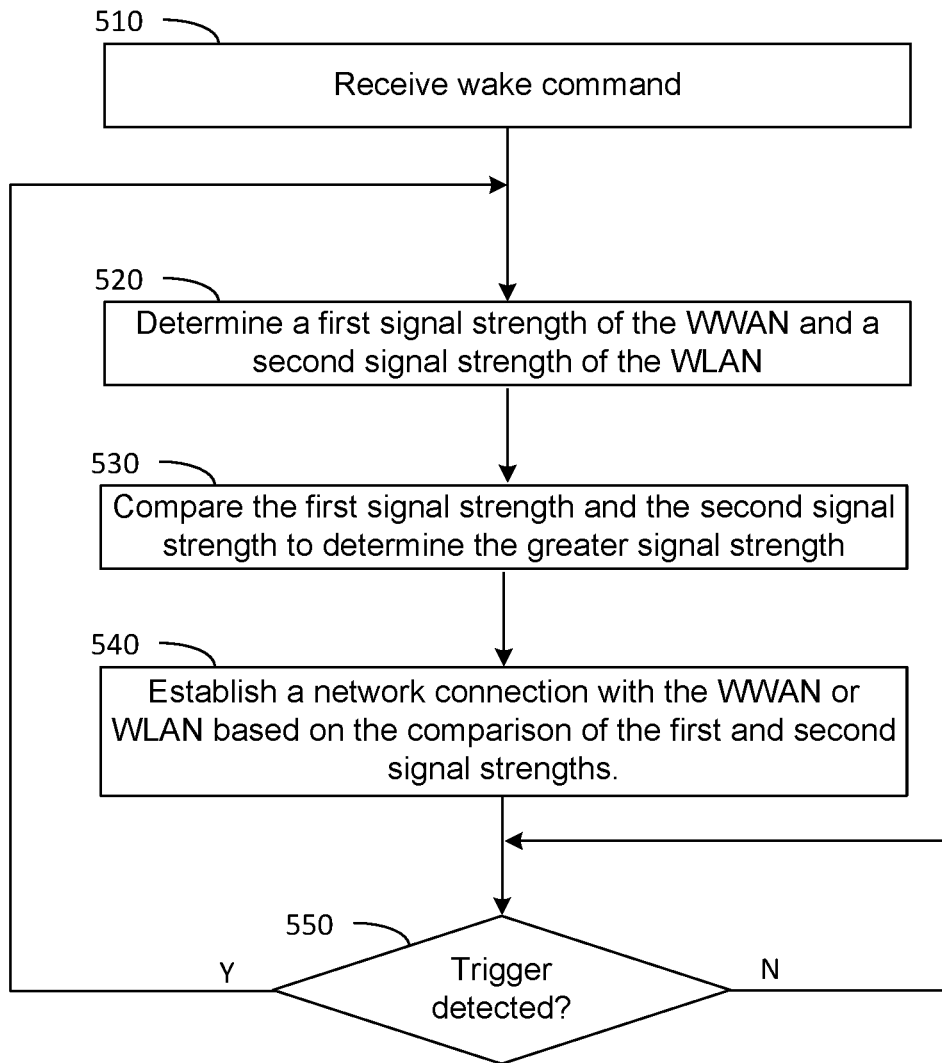 510
Receive wake command
520
Determine a first signal strength of the WWAN and a
second signal strength of the WLAN
530
Compare the first signal strength and the second signal
strength to determine the greater signal strength
540
Establish a network connection with the WWAN or
WLAN based on the comparison of the first and second
signal strengths.
550
Y
Trigger
detected?
N